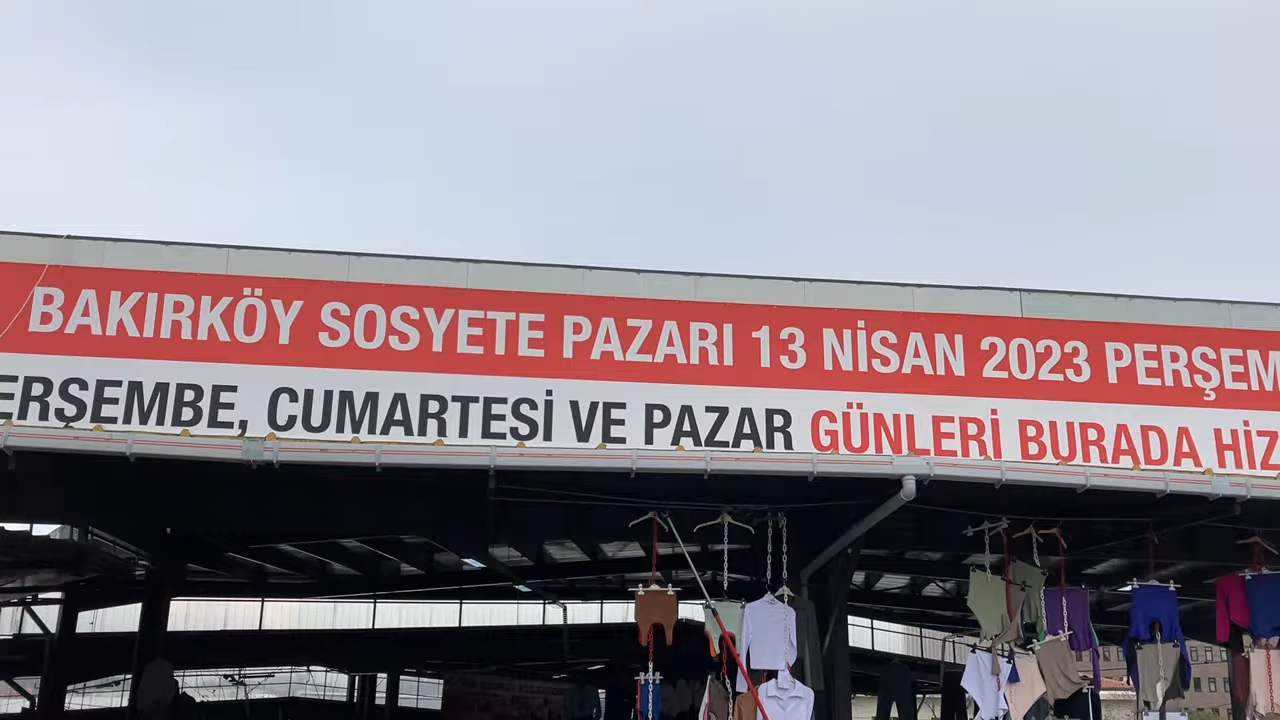 BAKIRKÖY SOSYETE PAZARI 13 NİSAN 2023 PERŞEM
ERŞEMBE, CUMARTESİ VE PAZAR GÜNLERİ BURADA HİZ